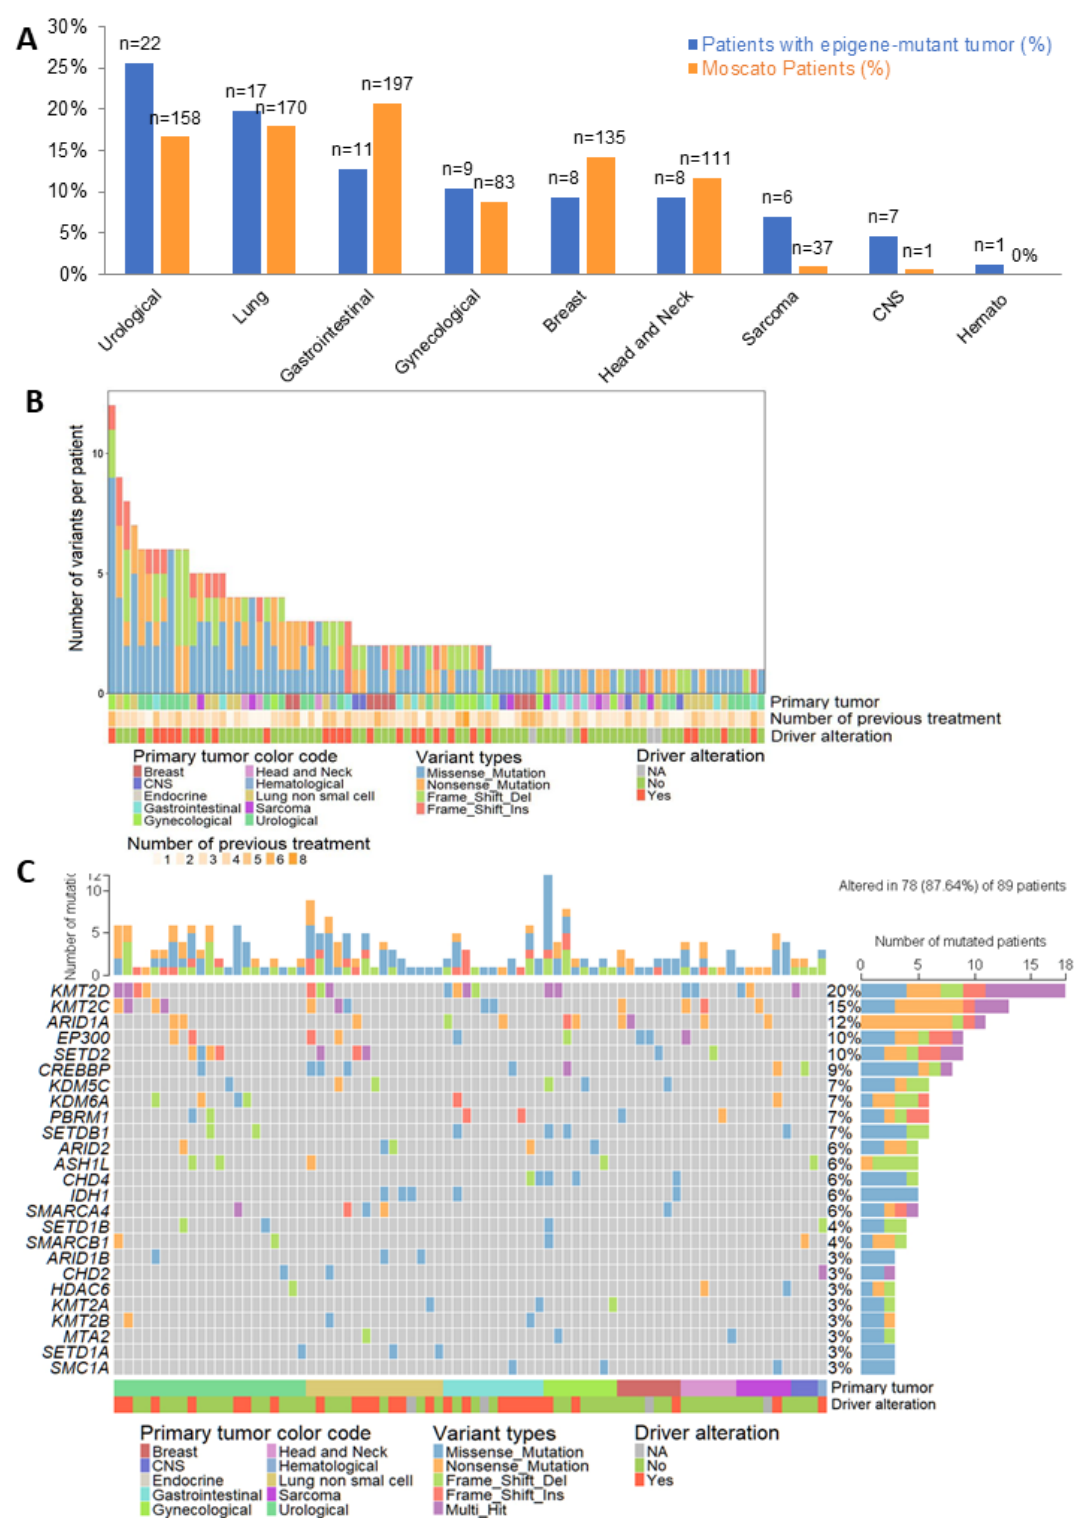 A
30%
25%
20%
15%
10%
5%
0%
Patients with epigene-mutant tumor (%)
Moscato Patients (%)
n=22
n=158
n=17
n=170
n=11
n=197
n=9
n=83
n=8
n=135
n=8
n=111
n=6
n=37
n=7
n=1
n=1
0%
Urological
Lung
Gastrointestinal
Gynecological
Breast
Head and Neck
Sarcoma
CNS
Hemato
B
Number of variants per patient
10
5
0
Primary tumor
Number of previous treatment
Driver alteration
Primary tumor color code
Breast
CNS
Endocrine
Gastrointestinal
Gynecological
Head and Neck
Hematological
Lung non smal cell
Sarcoma
Urological
Variant types
Missense_Mutation
Nonsense_Mutation
Frame_Shift_Del
Frame_Shift_Ins
Driver alteration
NA
No
Yes
Number of previous treatment
1 2 3 4 5 6 8
C
Number of mutatic
12
10
5
0
Altered in 78 (87.64%) of 89 patients
Number of mutated patients
0 5 10 15 18
KMT2D 20%
KMT2C 15%
ARID1A 12%
EP300 10%
SETD2 10%
CREBBP 9%
KDM5C 7%
KDM6A 7%
PBRM1 7%
SETDB1 7%
ARID2 6%
ASH1L 6%
CHD4 6%
IDH1 6%
SMARCA4 6%
SETD1B 4%
SMARCB1 4%
ARID1B 3%
CHD2 3%
HDAC6 3%
KMT2A 3%
KMT2B 3%
MTA2 3%
SETD1A 3%
SMC1A 3%
Primary tumor
Driver alteration
Primary tumor color code
Breast
CNS
Endocrine
Gastrointestinal
Gynecological
Head and Neck
Hematological
Lung non smal cell
Sarcoma
Urological
Variant types
Missense_Mutation
Nonsense_Mutation
Frame_Shift_Del
Frame_Shift_Ins
Multi_Hit
Driver alteration
NA
No
Yes